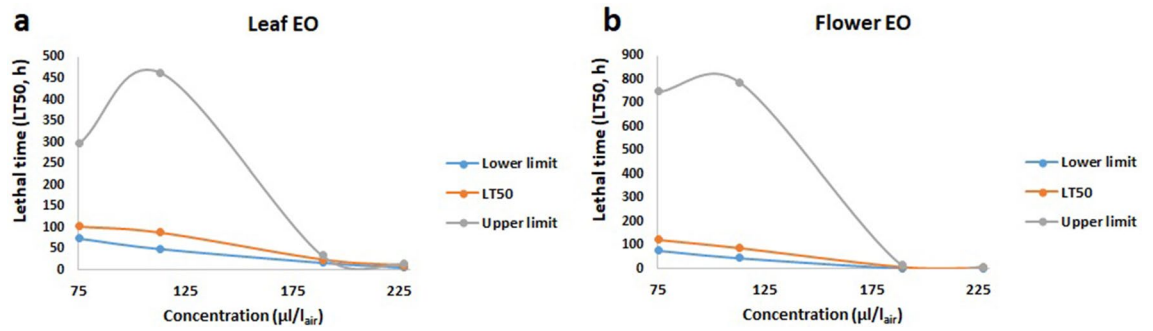 a
Leaf EO
Lethal time (LT50, h)
500
450
400
350
300
250
200
150
100
50
0
75
125
175
225
Concentration (µl/lair)
Lower limit
LT50
Upper limit
b
Flower EO
Lethal time (LT50, h)
900
800
700
600
500
400
300
200
100
0
75
125
175
225
Concentration (µl/lair)
Lower limit
LT50
Upper limit